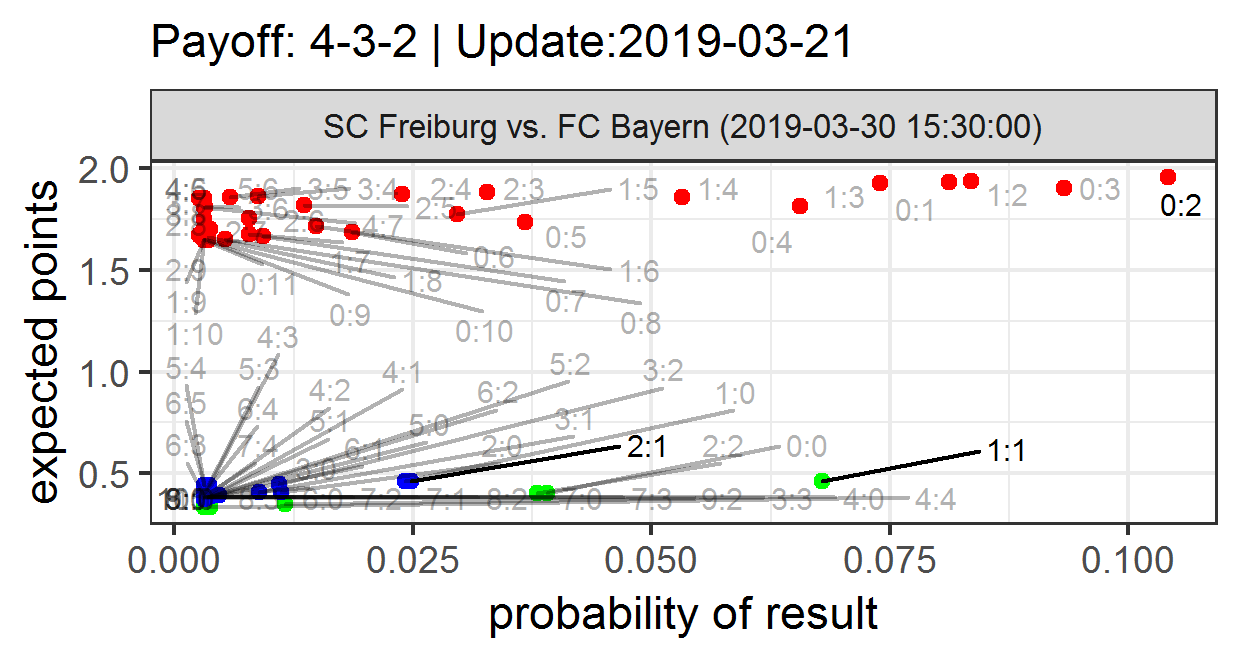 Payoff: 4-3-2 | Update:2019-03-21
SC Freiburg vs. FC Bayern (2019-03-30 15:30:00)
expected points
2.0
1.5
1.0
0.5
5:6 3:5 3:4 2:4 2:3 1:5 1:4 1:3 0:1 1:2 0:3 0:2
3:6 2:5
2:6 4:7 0:5 0:4
1:7 0:6 1:6
2:9 0:11 1:8
1:9 0:9 0:7
1:10 0:10 0:8
4:3
5:4 5:3 4:1 5:2 3:2
6:5 6:4 4:2 6:2 1:0
5:1 5:0 3:1
6:3 7:4 6:1 2:0 2:1 2:2 0:0 1:1
3:0
8:3 6:0 7:2 7:1 8:2 7:0 7:3 9:2 3:3 4:0 4:4
0.000 0.025 0.050 0.075 0.100
probability of result